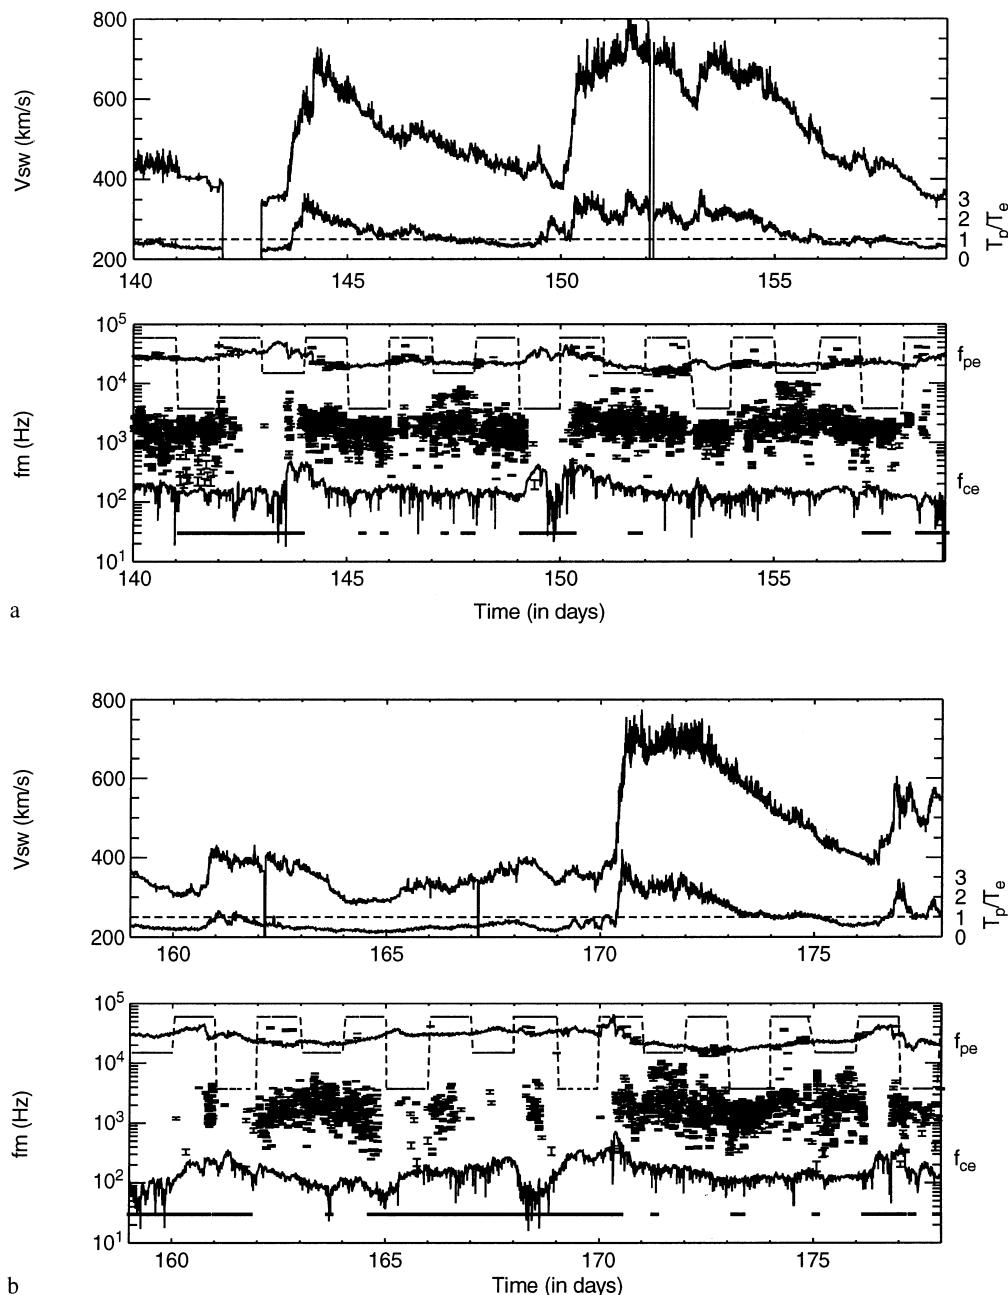 800
600
400
200
Vsw (km/s)
3
2
1
0
Tp/Te
140 145 150 155
10^5
10^4
10^3
10^2
10^1
fm (Hz)
fpe
fce
140 145 150 155
Time (in days)
a
800
600
400
200
Vsw (km/s)
3
2
1
0
Tp/Te
160 165 170 175
10^5
10^4
10^3
10^2
10^1
fm (Hz)
fpe
fce
160 165 170 175
Time (in days)
b